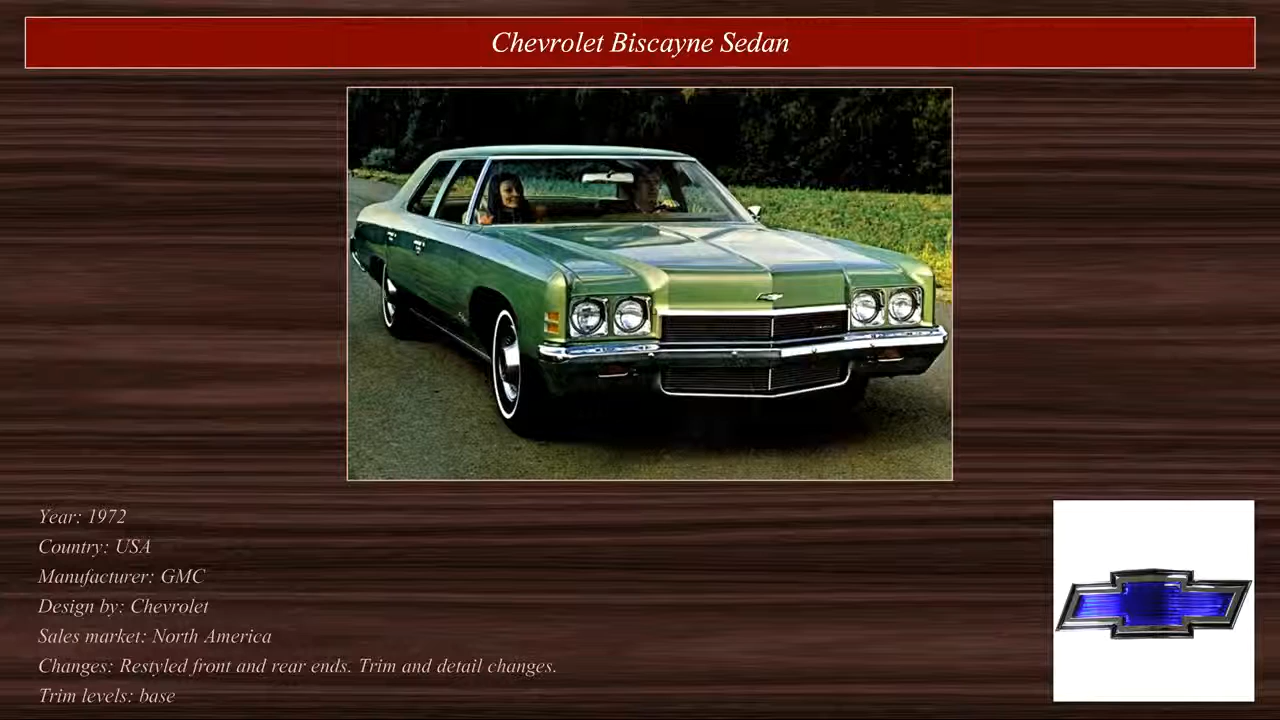 Chevrolet Biscayne Sedan
Year: 1972
Country: USA
Manufacturer: GMC
Design by: Chevrolet
Sales market: North America
Changes: Restyled front and rear ends. Trim and detail changes.
Trim levels: base